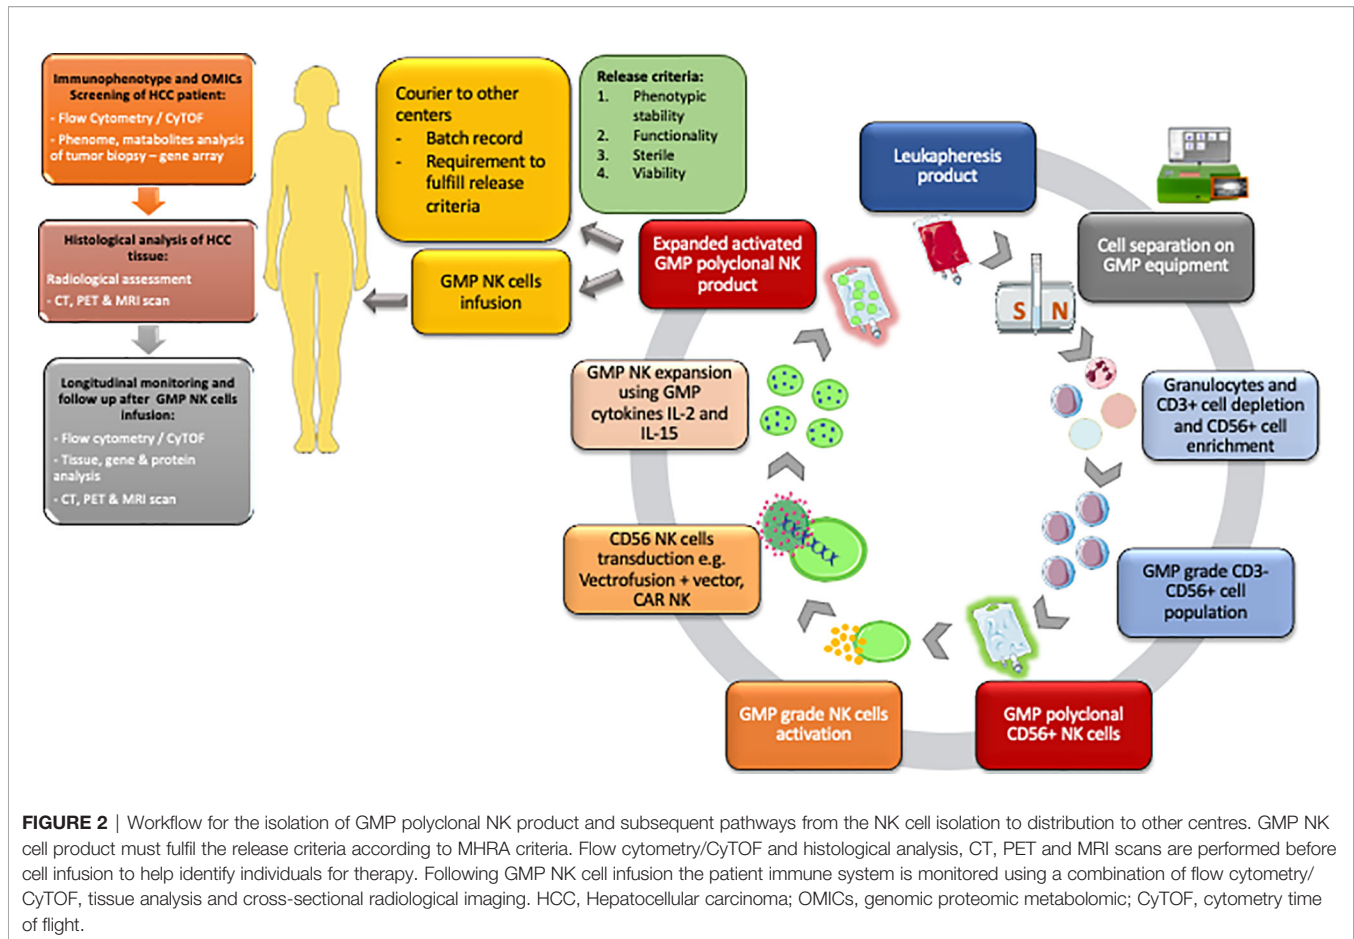 Immunophenotype and OMICs
Screening of HCC patient:
- Flow Cytometry / CyTOF
- Phenome, matabolites analysis
of tumor biopsy – gene array
Histological analysis of HCC
tissue:
Radiological assessment
- CT, PET & MRI scan
Longitudinal monitoring and
follow up after GMP NK cells
infusion:
- Flow cytometry / CyTOF
- Tissue, gene & protein
analysis
- CT, PET & MRI scan
Courier to other
centers
- Batch record
- Requirement to
fulfill release
criteria
GMP NK cells
infusion
Release criteria:
1. Phenotypic
stability
2. Functionality
3. Sterile
4. Viability
Expanded activated
GMP polyclonal NK
product
Leukapheresis
product
Cell separation on
GMP equipment
S N
Granulocytes and
CD3+ cell depletion
and CD56+ cell
enrichment
GMP grade CD3-
CD56+ cell
population
GMP polyclonal
CD56+ NK cells
GMP grade NK cells
activation
CD56 NK cells
transduction e.g.
Vectrofusion + vector,
CAR NK
GMP NK expansion
using GMP
cytokines IL-2 and
IL-15
FIGURE 2 | Workflow for the isolation of GMP polyclonal NK product and subsequent pathways from the NK cell isolation to distribution to other centres. GMP NK
cell product must fulfil the release criteria according to MHRA criteria. Flow cytometry/CyTOF and histological analysis, CT, PET and MRI scans are performed before
cell infusion to help identify individuals for therapy. Following GMP NK cell infusion the patient immune system is monitored using a combination of flow cytometry/
CyTOF, tissue analysis and cross-sectional radiological imaging. HCC, Hepatocellular carcinoma; OMICs, genomic proteomic metabolomic; CyTOF, cytometry time
of flight.